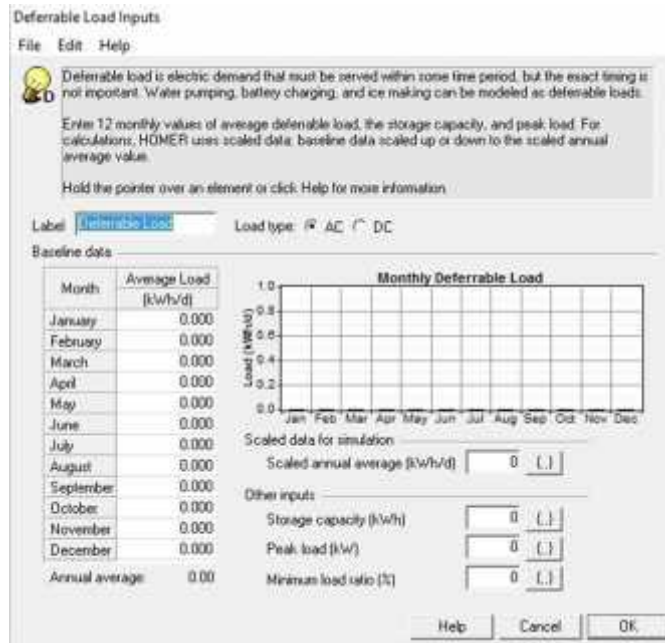 Deferrable Load Inputs
File Edit Help
Deferrable load is electric demand that must be served within some time period, but the exact timing is
not important. Water pumping, battery charging, and ice making can be modeled as deferrable loads.
Enter 12 monthly values of average deferrable load, the storage capacity, and peak load. For
calculations, HOMER uses scaled data: baseline data scaled up or down to the scaled annual
average value.
Hold the pointer over an element or click Help for more information.
D
Label Deferrable Load Load type: AC DC
Baseline data
Month Average Load
(kWh/d)
January 0.000
February 0.000
March 0.000
April 0.000
May 0.000
June 0.000
July 0.000
August 0.000
September 0.000
October 0.000
November 0.000
December 0.000
Annual average: 0.00
Monthly Deferrable Load
Load (kWh/d)
1.0
0.8
0.6
0.4
0.2
0.0
Jan Feb Mar Apr May Jun Jul Aug Sep Oct Nov Dec
Scaled data for simulation
Scaled annual average (kWh/d) 0 {..}
Other inputs
Storage capacity (kWh) 0 {..}
Peak load (kW) 0 {..}
Minimum load ratio (%) 0 {..}
Help Cancel OK